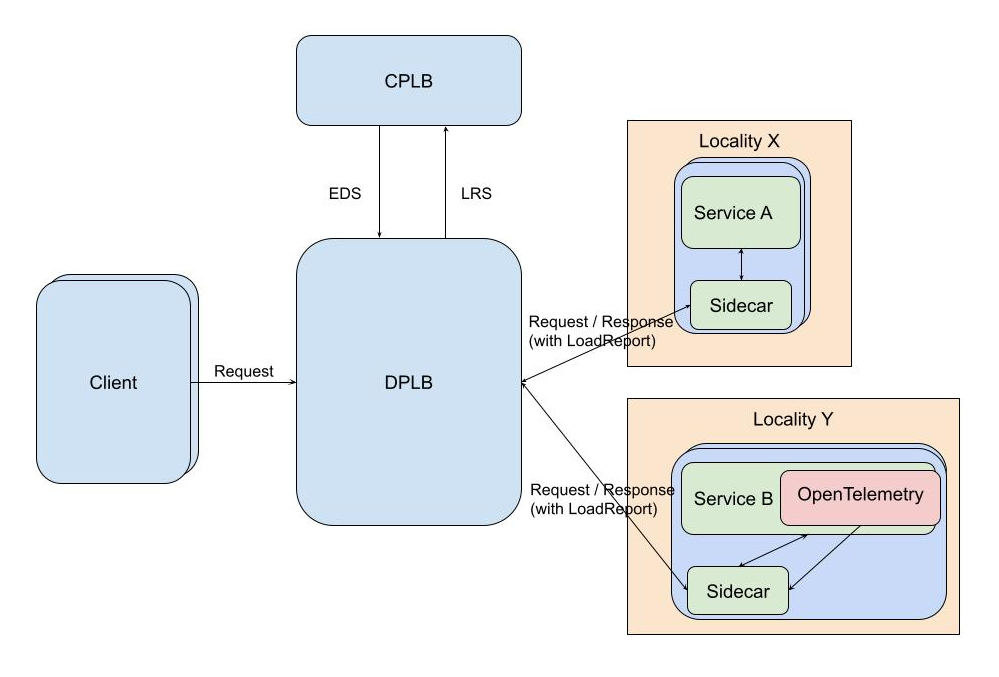 CPLB
EDS
LRS
Client
Request
DPLB
Request / Response
(with LoadReport)
Locality X
Service A
Sidecar
Request / Response
(with LoadReport)
Locality Y
Service B
OpenTelemetry
Sidecar